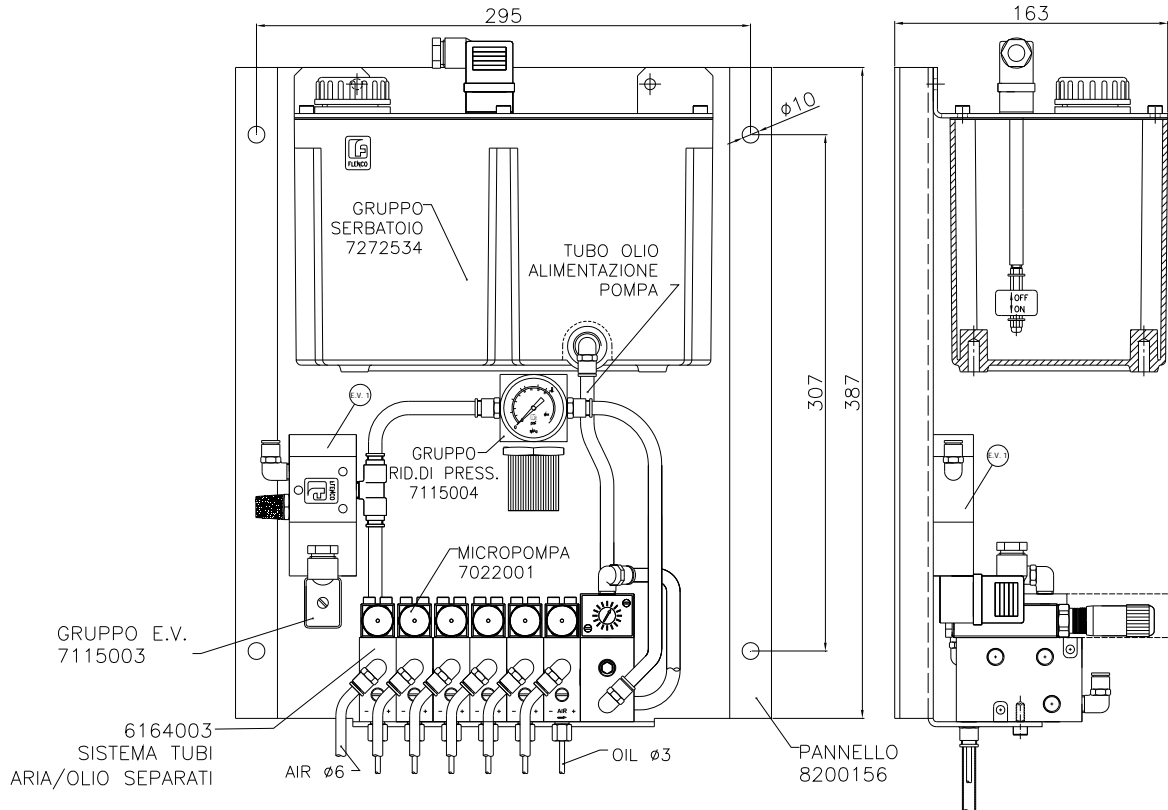 295
163
ø10
FLENCO
GRUPPO
SERBATOIO
7272534
TUBO OLIO
ALIMENTAZIONE
POMPA
OFF
ON
307
387
E.V. 1
E.V. 1
GRUPPO
RID.DI PRESS.
7115004
FLENCO
MICROPOMPA
7022001
GRUPPO E.V.
7115003
- +
- +
- +
- +
- +
- AIR +
6164003
SISTEMA TUBI
ARIA/OLIO SEPARATI
AIR ø6
OIL ø3
PANNELLO
8200156